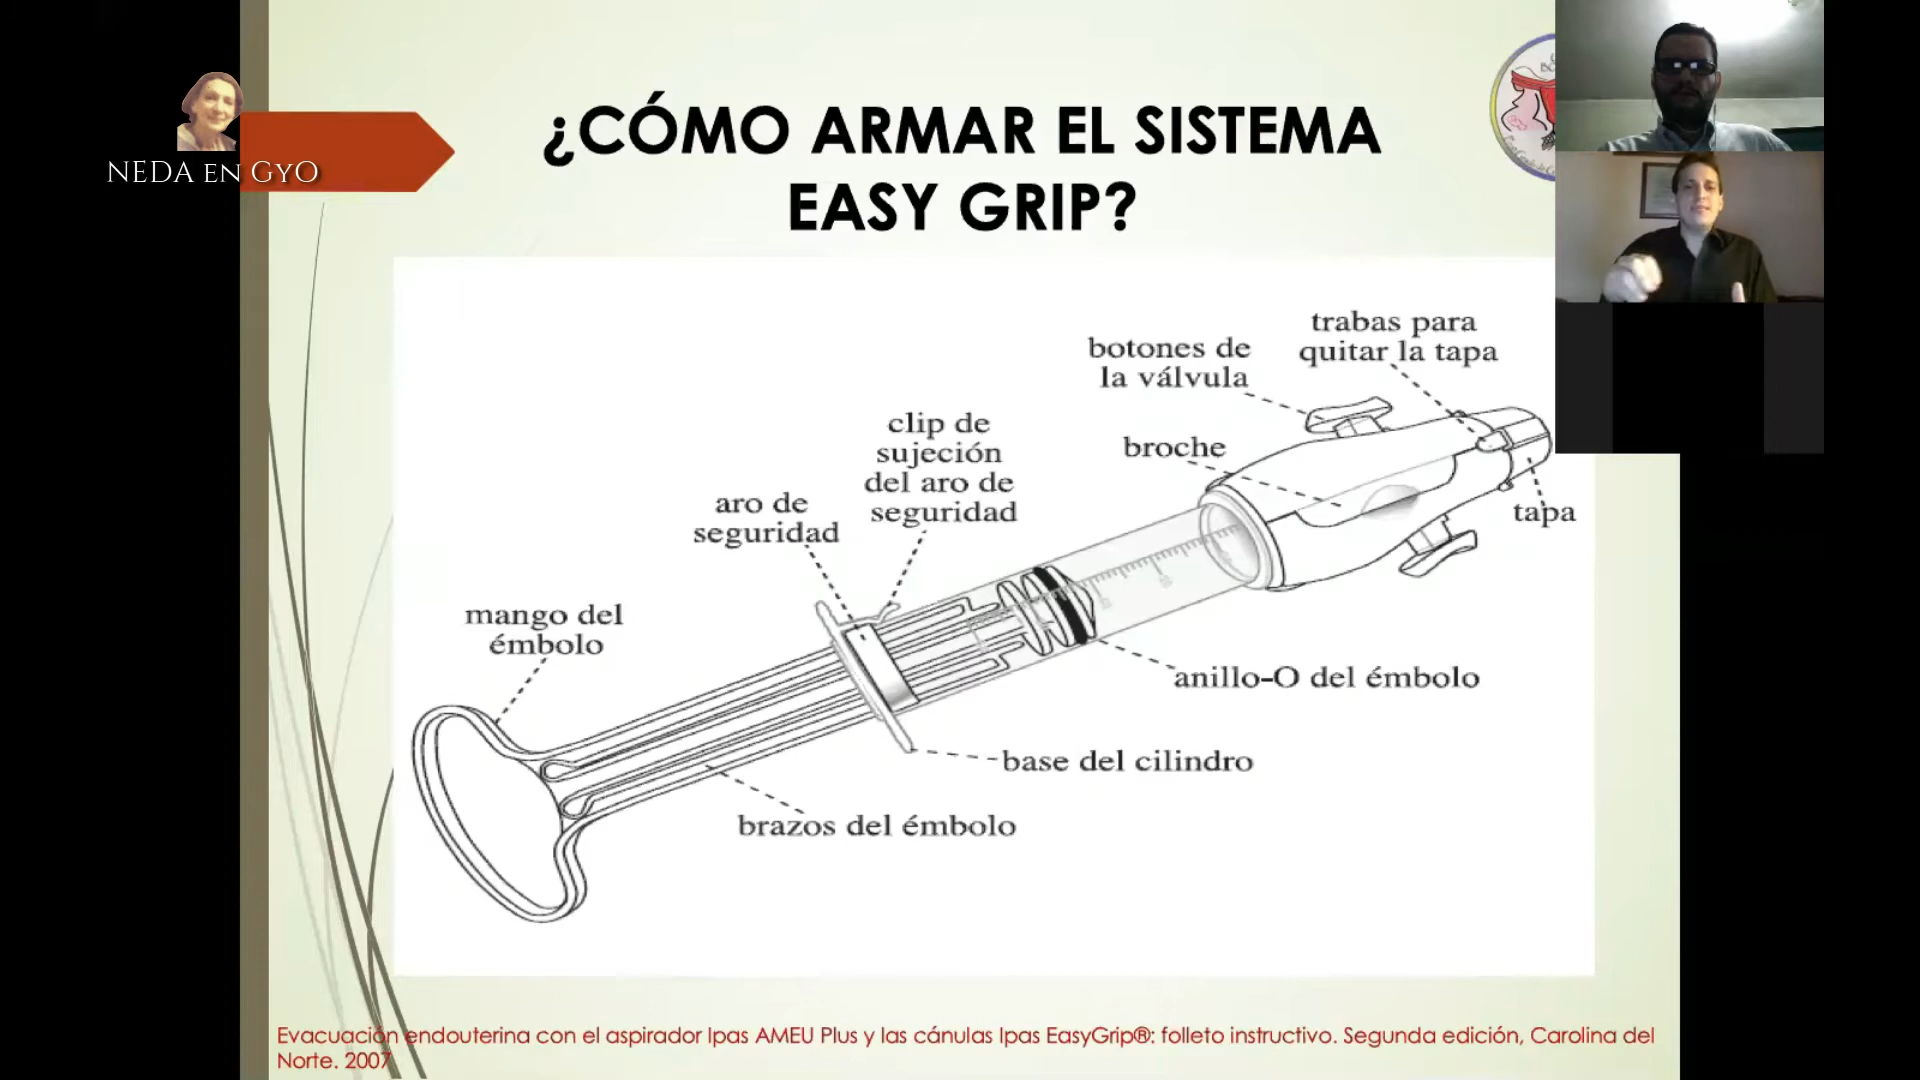 NEDA EN GYO
¿CÓMO ARMAR EL SISTEMA
EASY GRIP?
trabas para
quitar la tapa
botones de
la válvula
clip de
sujeción
del aro de
seguridad
broche
aro de
seguridad
tapa
mango del
émbolo
anillo-O del émbolo
base del cilindro
brazos del émbolo
Evacuación endouterina con el aspirador Ipas AMEU Plus y las cánulas Ipas EasyGrip®: folleto instructivo. Segunda edición, Carolina del
Norte. 2007